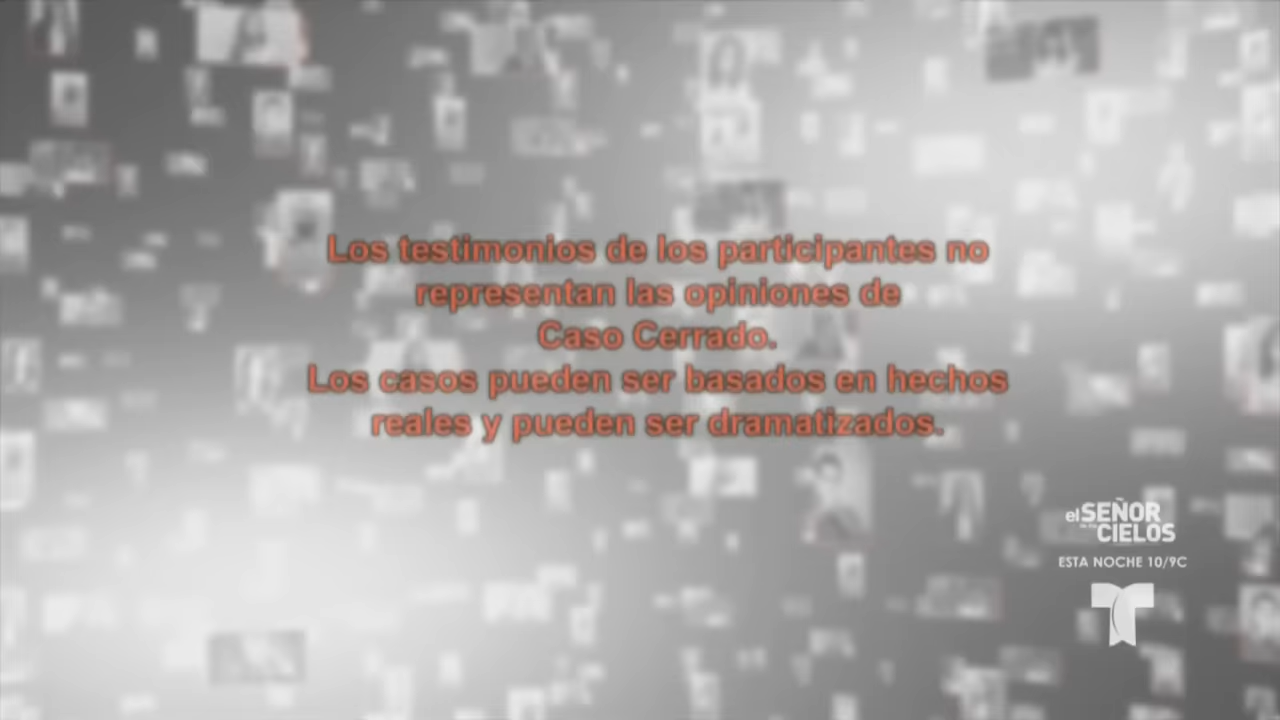 Los testimonios de los participantes no
representan las opiniones de
Caso Cerrado.
Los casos pueden ser basados en hechos
reales y pueden ser dramatizados.
el SEÑOR
CIELOS
ESTA NOCHE 10/9C